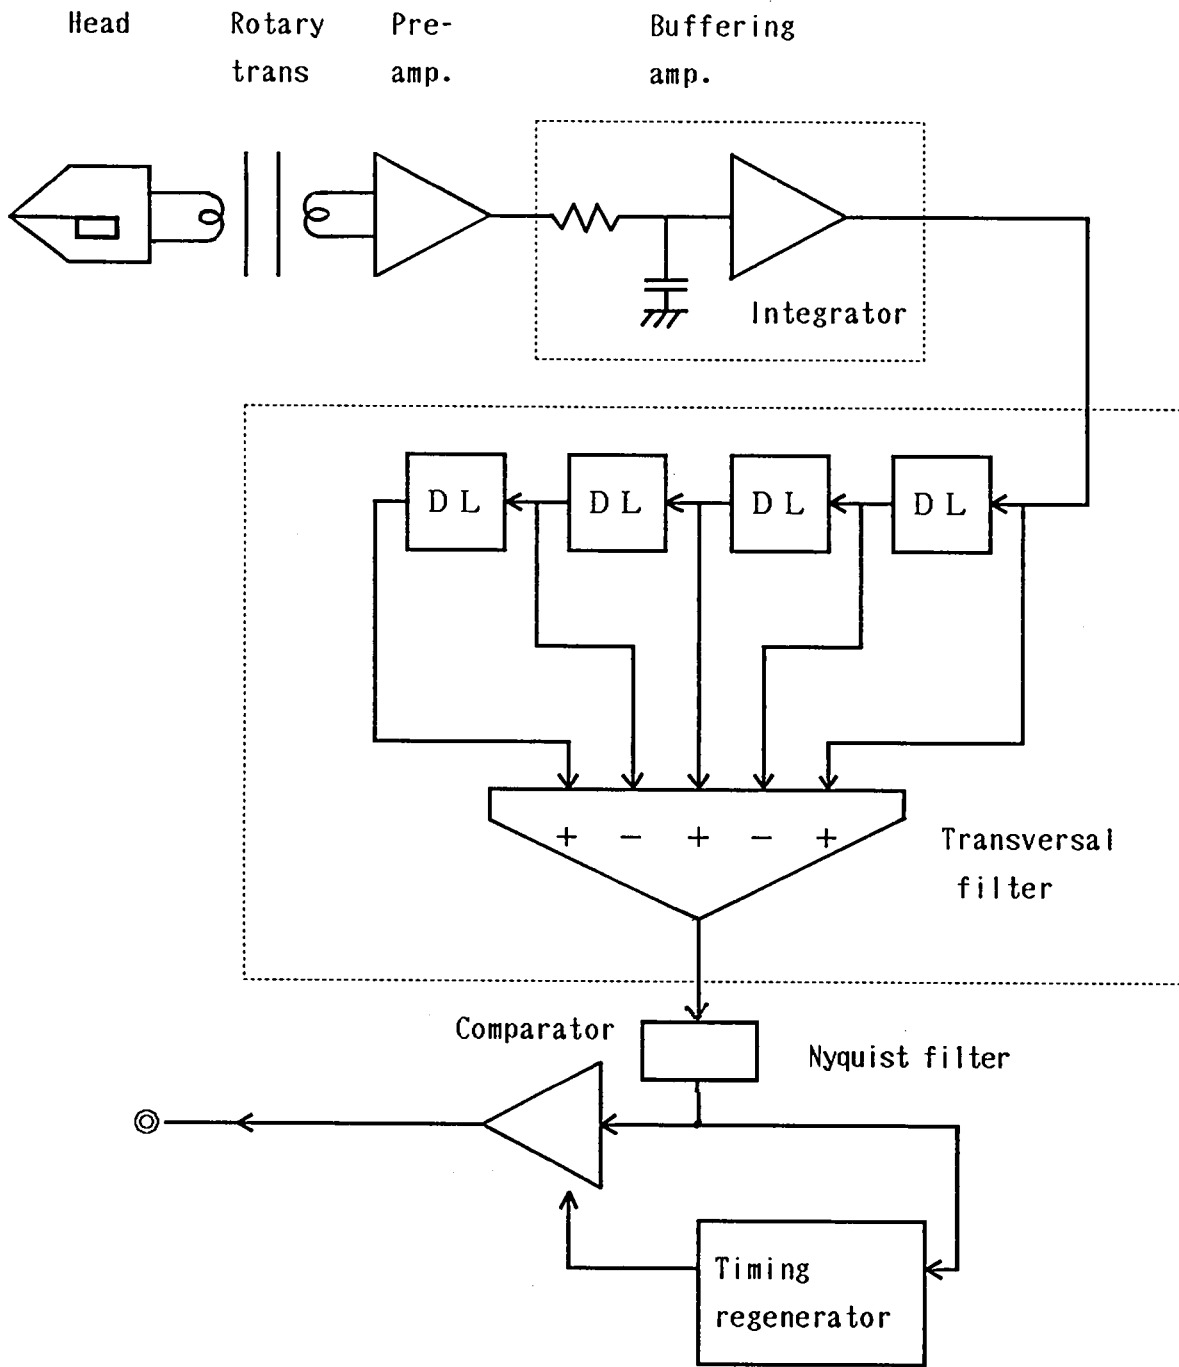 Head
Rotary
trans
Pre-
amp.
Buffering
amp.
Integrator
D L
D L
D L
D L
+ - + - +
Transversal
filter
Comparator
Nyquist filter
Timing
regenerator